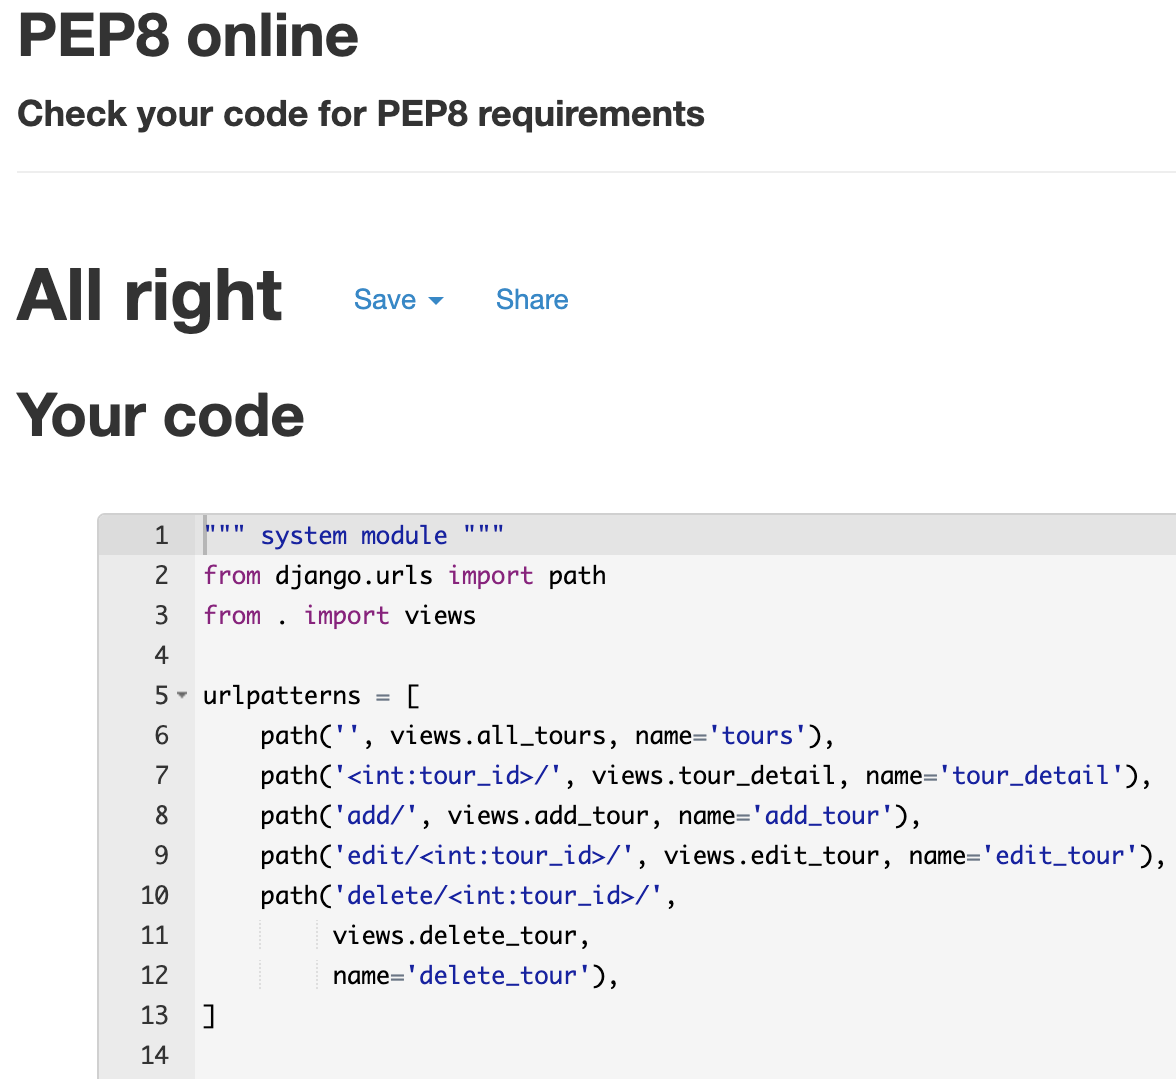 PEP8 online
Check your code for PEP8 requirements
All right Save Share
Your code
1 """ system module """
2 from django.urls import path
3 from . import views
4
5 urlpatterns = [
6     path('', views.all_tours, name='tours'),
7     path('<int:tour_id>/', views.tour_detail, name='tour_detail'),
8     path('add/', views.add_tour, name='add_tour'),
9     path('edit/<int:tour_id>/', views.edit_tour, name='edit_tour'),
10     path('delete/<int:tour_id>/',
11          views.delete_tour,
12          name='delete_tour'),
13 ]
14